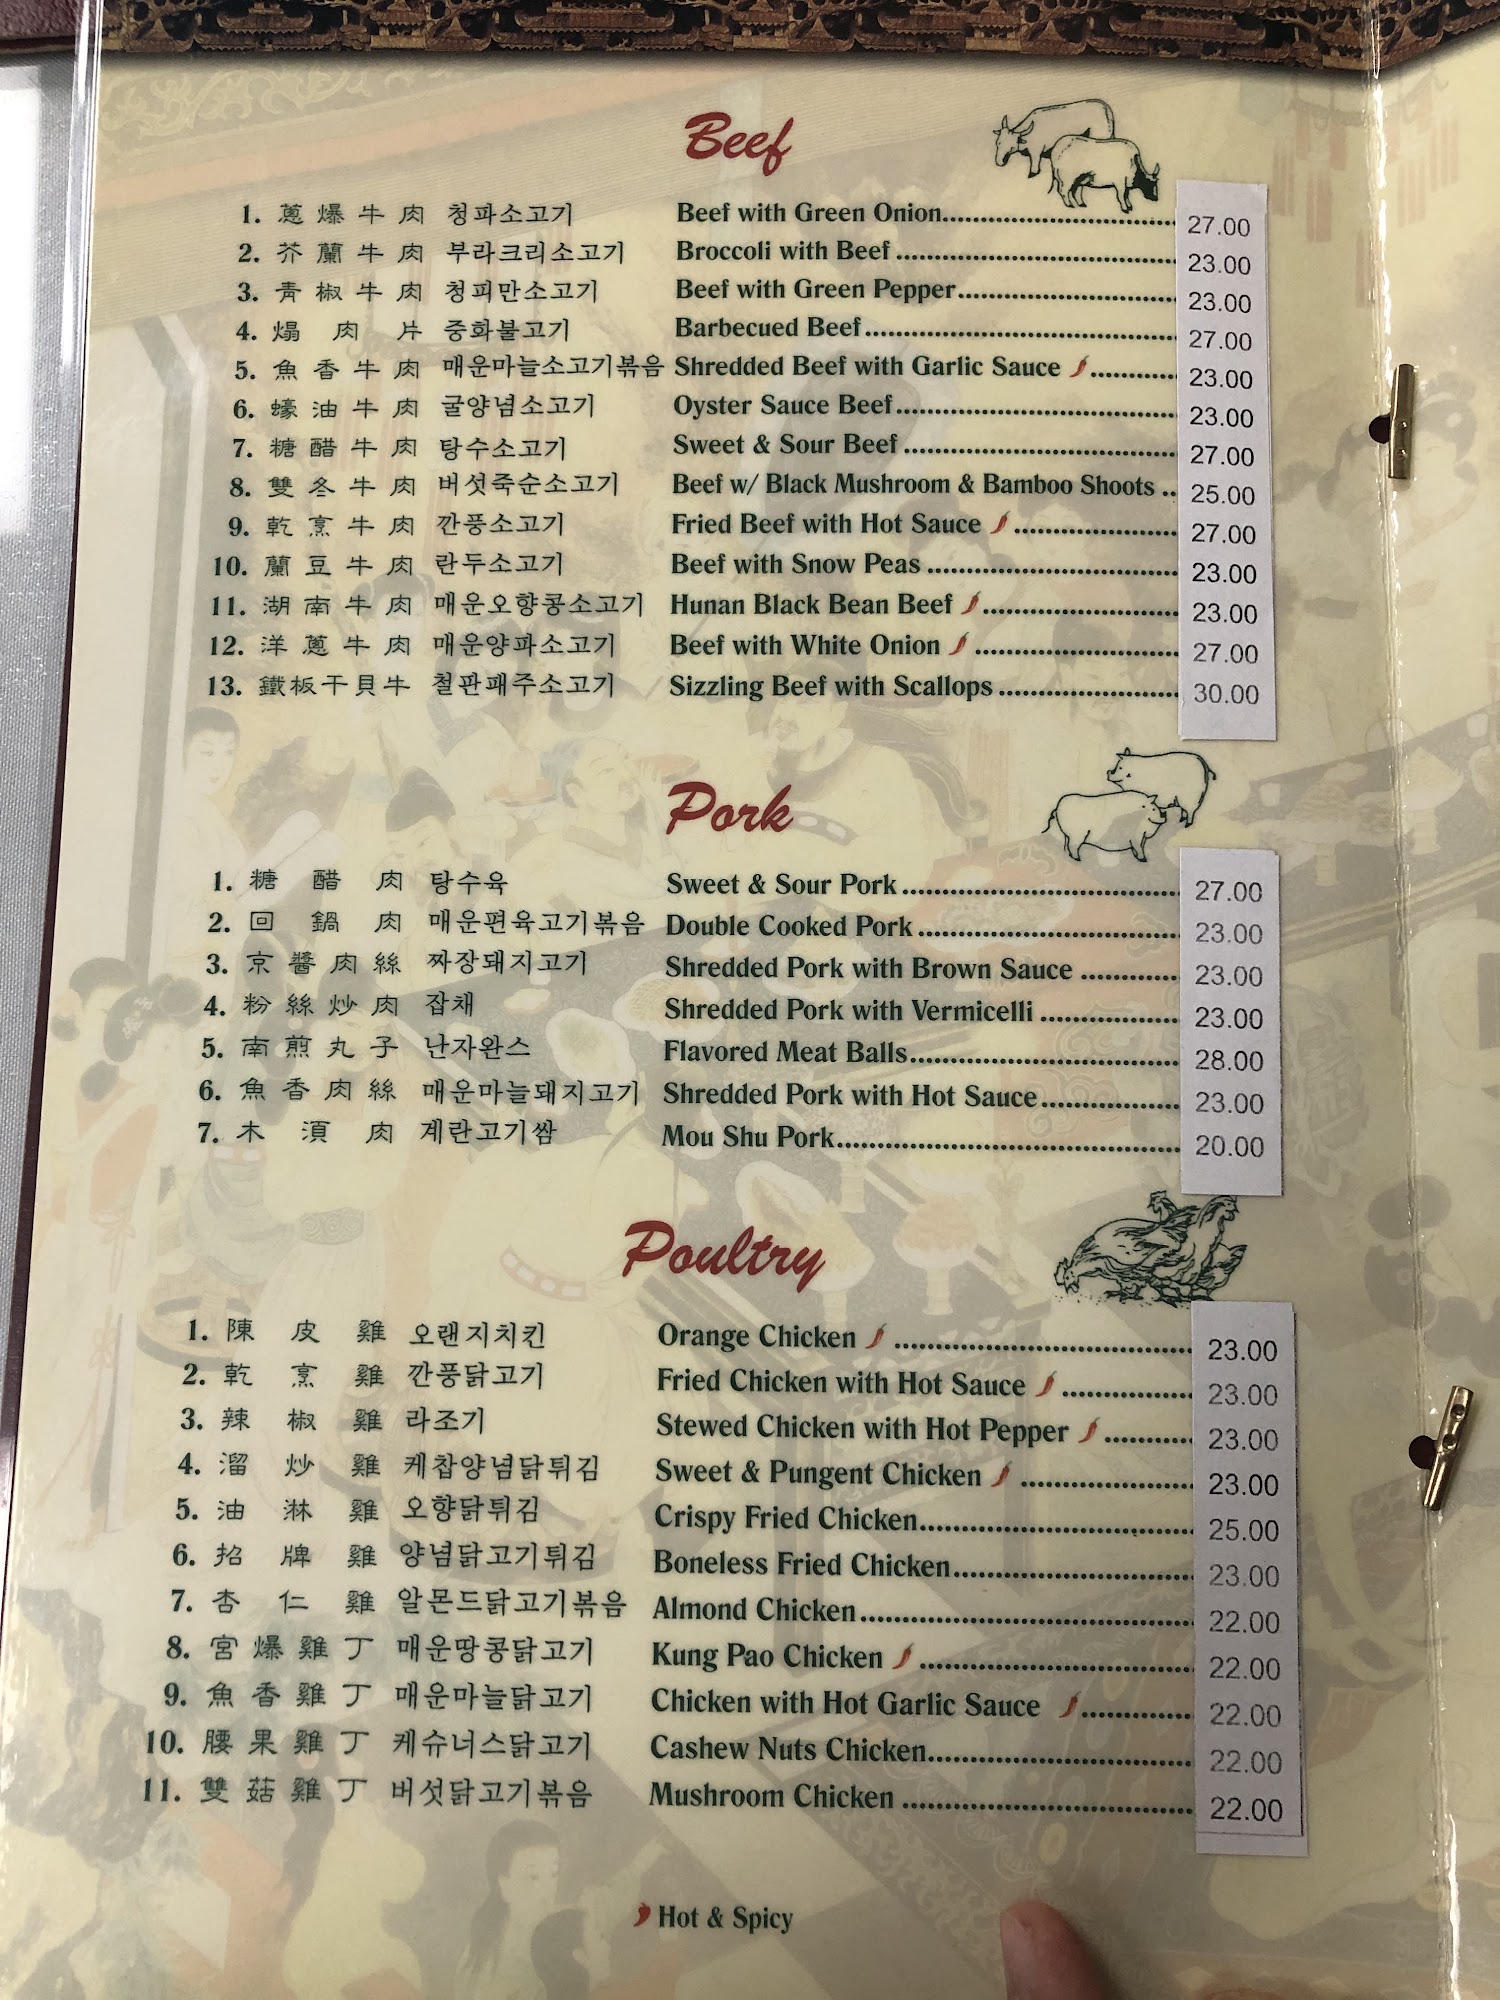 Beef
1. 蔥爆牛肉 청파소고기 Beef with Green Onion 27.00
2. 芥蘭牛肉 부라크리소고기 Broccoli with Beef 23.00
3. 青椒牛肉 청피만소고기 Beef with Green Pepper 23.00
4. 煱肉片 중화불고기 Barbecued Beef 27.00
5. 魚香牛肉 매운마늘소고기볶음 Shredded Beef with Garlic Sauce 23.00
6. 蠔油牛肉 굴양념소고기 Oyster Sauce Beef 23.00
7. 糖醋牛肉 탕수소고기 Sweet & Sour Beef 27.00
8. 雙冬牛肉 버섯죽순소고기 Beef w/ Black Mushroom & Bamboo Shoots 25.00
9. 乾烹牛肉 깐풍소고기 Fried Beef with Hot Sauce 27.00
10. 蘭豆牛肉 란두소고기 Beef with Snow Peas 23.00
11. 湖南牛肉 매운오향콩소고기 Hunan Black Bean Beef 23.00
12. 洋蔥牛肉 매운양파소고기 Beef with White Onion 27.00
13. 鐵板干貝牛 철판패주소고기 Sizzling Beef with Scallops 30.00
Pork
1. 糖醋肉 탕수육 Sweet & Sour Pork 27.00
2. 回鍋肉 매운편육고기볶음 Double Cooked Pork 23.00
3. 京醬肉絲 짜장돼지고기 Shredded Pork with Brown Sauce 23.00
4. 粉絲炒肉 잡채 Shredded Pork with Vermicelli 23.00
5. 南煎丸子 난자완스 Flavored Meat Balls 28.00
6. 魚香肉絲 매운마늘돼지고기 Shredded Pork with Hot Sauce 23.00
7. 木須肉 계란고기쌈 Mou Shu Pork 20.00
Poultry
1. 陳皮雞 오랜지치킨 Orange Chicken 23.00
2. 乾烹雞 깐풍닭고기 Fried Chicken with Hot Sauce 23.00
3. 辣椒雞 라조기 Stewed Chicken with Hot Pepper 23.00
4. 溜炒雞 케찹양념닭튀김 Sweet & Pungent Chicken 23.00
5. 油淋雞 오향닭튀김 Crispy Fried Chicken 25.00
6. 招牌雞 양념닭고기튀김 Boneless Fried Chicken 23.00
7. 杏仁雞 알몬드닭고기볶음 Almond Chicken 22.00
8. 宮爆雞丁 매운땅콩닭고기 Kung Pao Chicken 22.00
9. 魚香雞丁 매운마늘닭고기 Chicken with Hot Garlic Sauce 22.00
10. 腰果雞丁 케슈너스닭고기 Cashew Nuts Chicken 22.00
11. 雙菇雞丁 버섯닭고기볶음 Mushroom Chicken 22.00
Hot & Spicy